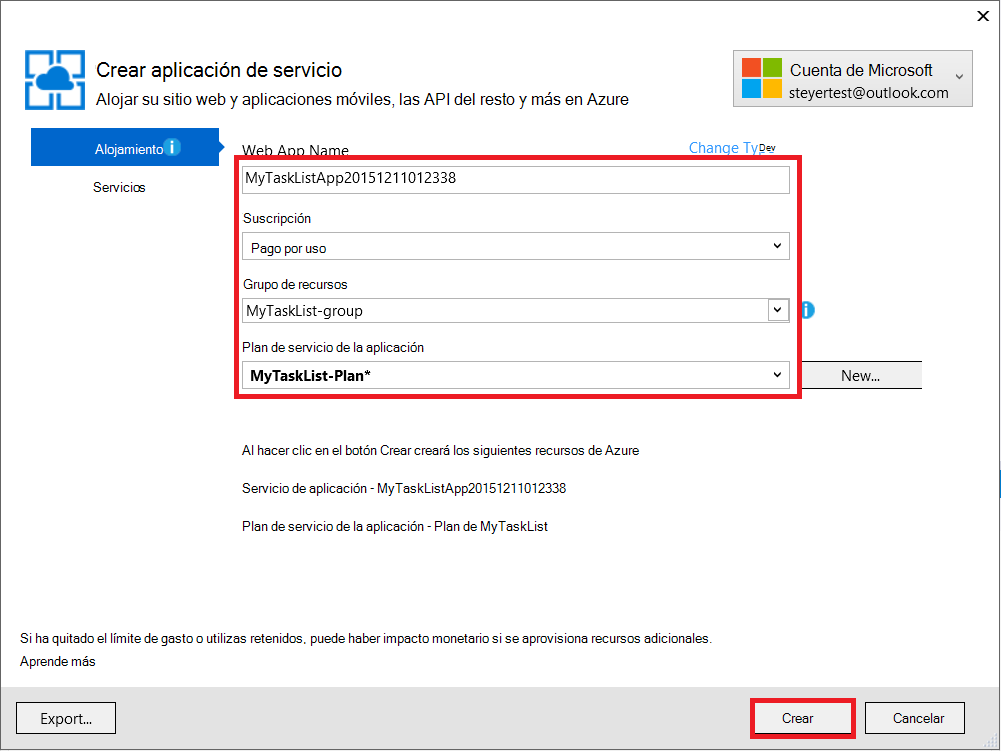 Crear aplicación de servicio
Alojar su sitio web y aplicaciones móviles, las API del resto y más en Azure
Cuenta de Microsoft
steyertest@outlook.com
Alojamiento
Servicios
Web App Name
Change Type
Dev
MyTaskListApp20151211012338
Suscripción
Pago por uso
Grupo de recursos
MyTaskList-group
Plan de servicio de la aplicación
MyTaskList-Plan*
New...
Al hacer clic en el botón Crear creará los siguientes recursos de Azure
Servicio de aplicación - MyTaskListApp20151211012338
Plan de servicio de la aplicación - Plan de MyTaskList
Si ha quitado el límite de gasto o utilizas retenidos, puede haber impacto monetario si se aprovisiona recursos adicionales.
Aprende más
Export...
Crear
Cancelar